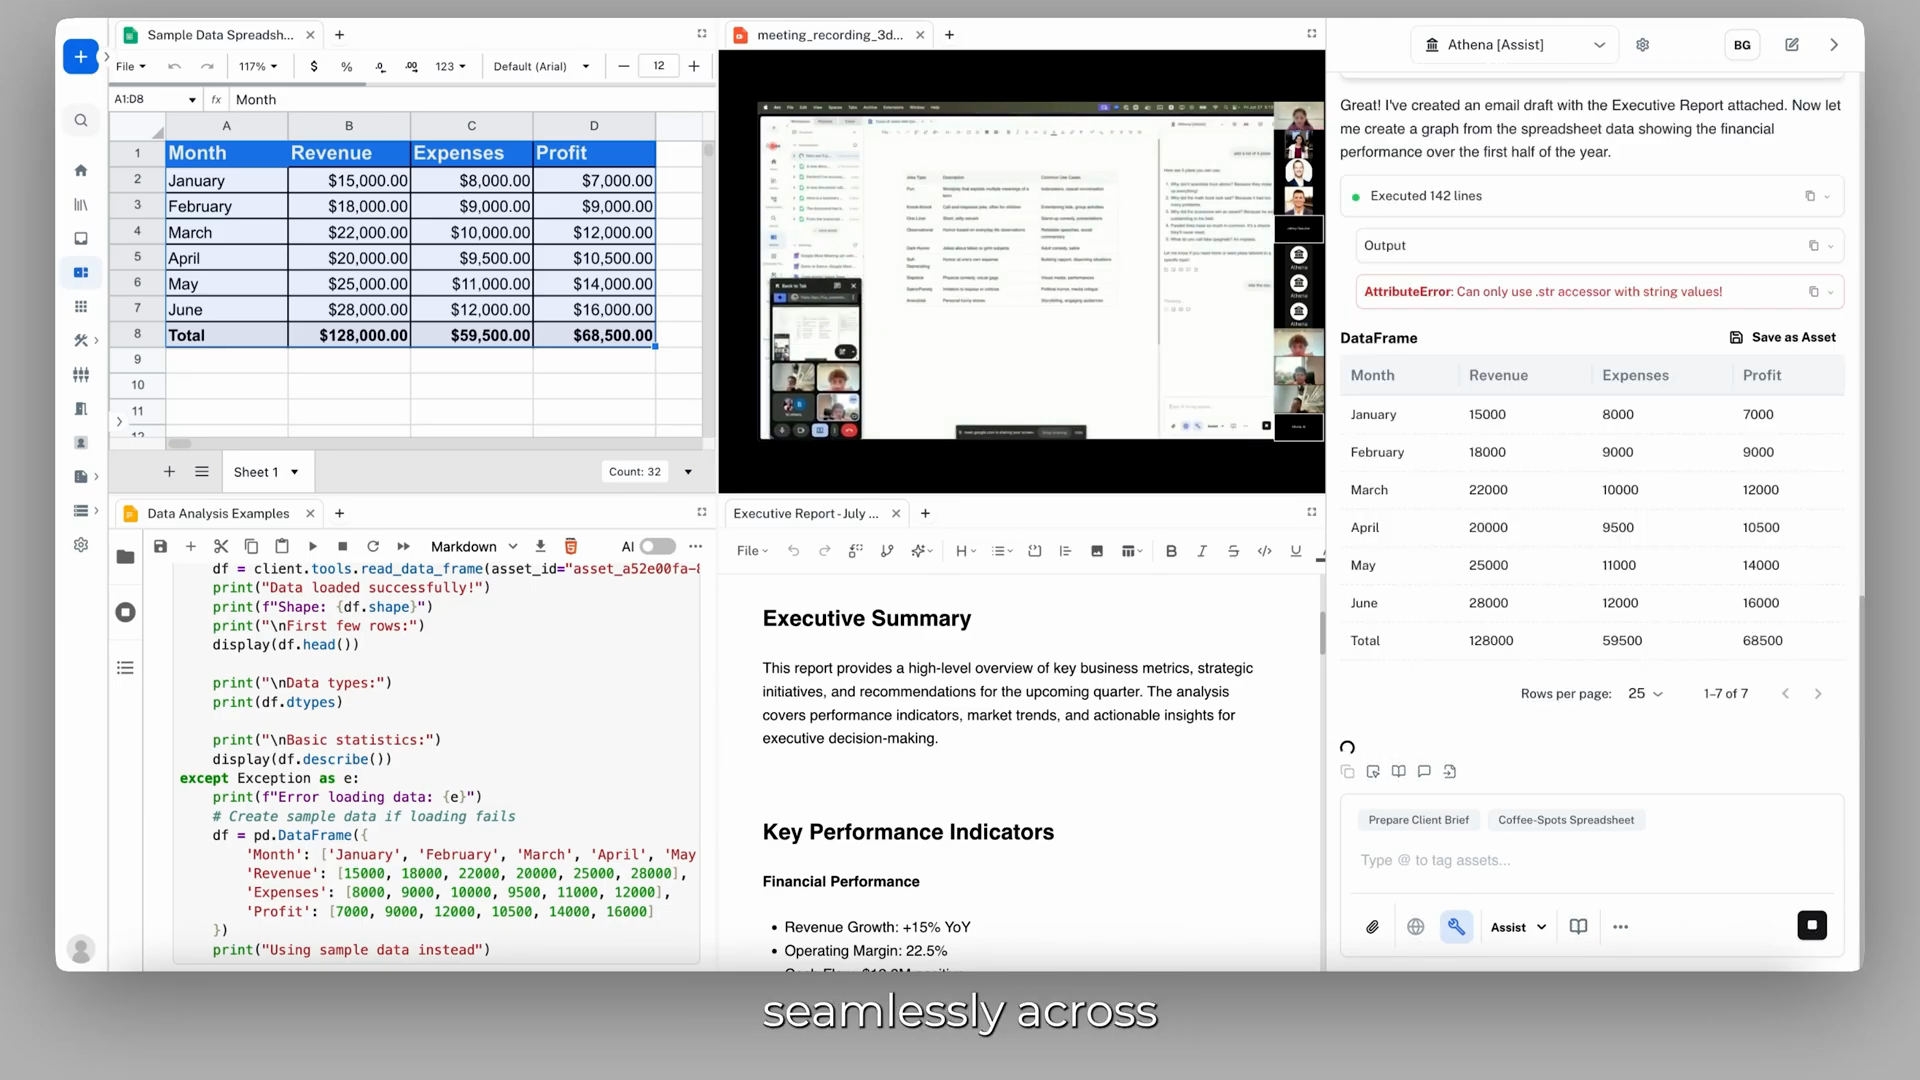 Sample Data Spreadsh...
File
117%
$
%
.0
.00
123
Default (Arial)
12
A1:D8
fx
Month
A B C D
1 Month Revenue Expenses Profit
2 January $15,000.00 $8,000.00 $7,000.00
3 February $18,000.00 $9,000.00 $9,000.00
4 March $22,000.00 $10,000.00 $12,000.00
5 April $20,000.00 $9,500.00 $10,500.00
6 May $25,000.00 $11,000.00 $14,000.00
7 June $28,000.00 $12,000.00 $16,000.00
8 Total $128,000.00 $59,500.00 $68,500.00
9
10
11
12
Sheet 1
Count: 32
meeting_recording_3d...
Data Analysis Examples
Markdown
AI
df = client.tools.read_data_frame(asset_id="asset_a52e00fa-8
print("Data loaded successfully!")
print(f"Shape: {df.shape}")
print("\nFirst few rows:")
display(df.head())
print("\nData types:")
print(df.dtypes)
print("\nBasic statistics:")
display(df.describe())
except Exception as e:
print(f"Error loading data: {e}")
# Create sample data if loading fails
df = pd.DataFrame({
'Month': ['January', 'February', 'March', 'April', 'May
'Revenue': [15000, 18000, 22000, 20000, 25000, 28000],
'Expenses': [8000, 9000, 10000, 9500, 11000, 12000],
'Profit': [7000, 9000, 12000, 10500, 14000, 16000]
})
print("Using sample data instead")
Executive Report - July ...
File
H
B
I
S
U
Executive Summary
This report provides a high-level overview of key business metrics, strategic
initiatives, and recommendations for the upcoming quarter. The analysis
covers performance indicators, market trends, and actionable insights for
executive decision-making.
Key Performance Indicators
Financial Performance
• Revenue Growth: +15% YoY
• Operating Margin: 22.5%
Athena [Assist]
BG
Great! I've created an email draft with the Executive Report attached. Now let
me create a graph from the spreadsheet data showing the financial
performance over the first half of the year.
Executed 142 lines
Output
AttributeError: Can only use .str accessor with string values!
DataFrame
Save as Asset
Month Revenue Expenses Profit
January 15000 8000 7000
February 18000 9000 9000
March 22000 10000 12000
April 20000 9500 10500
May 25000 11000 14000
June 28000 12000 16000
Total 128000 59500 68500
Rows per page: 25
1–7 of 7
Prepare Client Brief
Coffee-Spots Spreadsheet
Type @ to tag assets...
Assist
seamlessly across